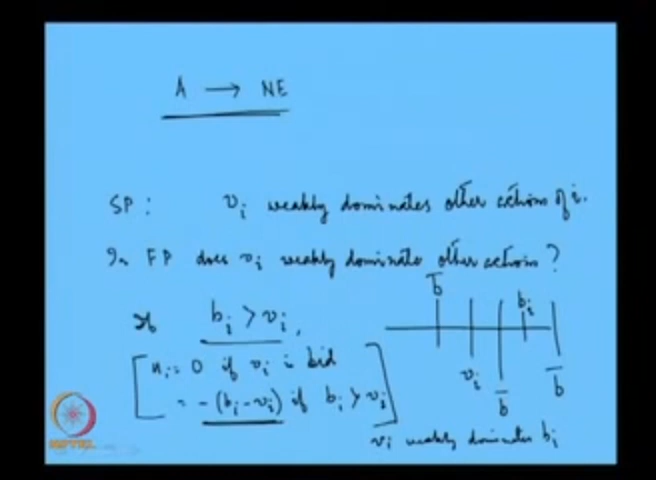 A → NE
SP : v_i weakly dominates other actions of i.
In FP does v_i weakly dominate other actions?
If b_i > v_i,
u_i = 0 if v_i is bid
= -(b_i - v_i) if b_i > v_i
b̄ b_i
v_i b̄ b̄
v_i weakly dominates b_i
NPTEL